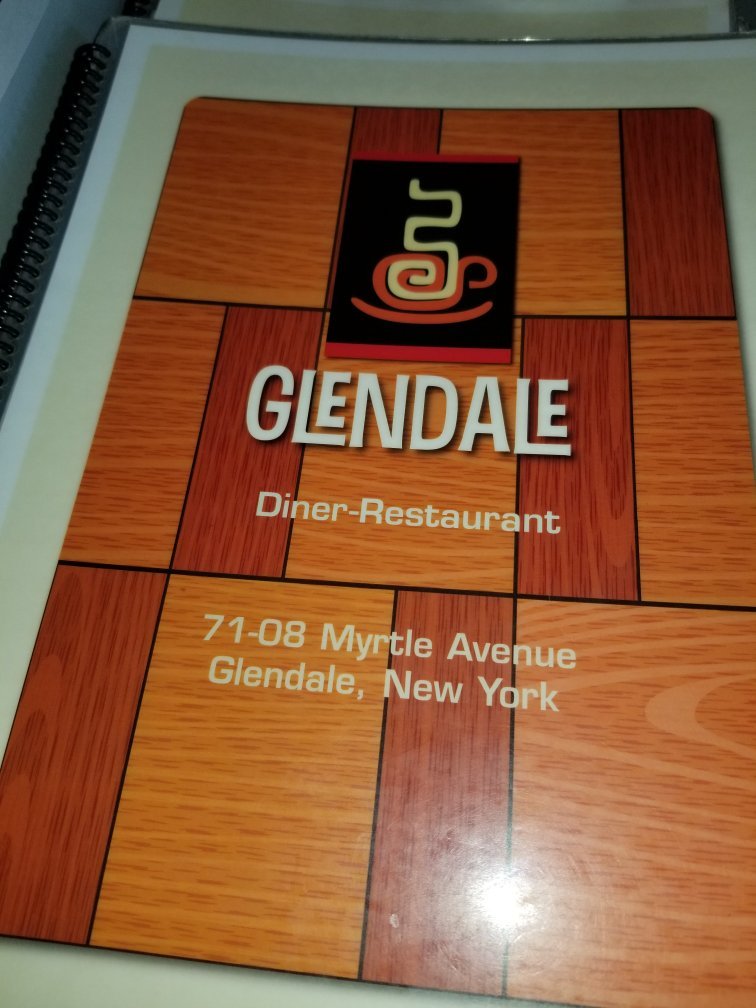 GLENDALE
Diner-Restaurant
71-08 Myrtle Avenue
Glendale, New York